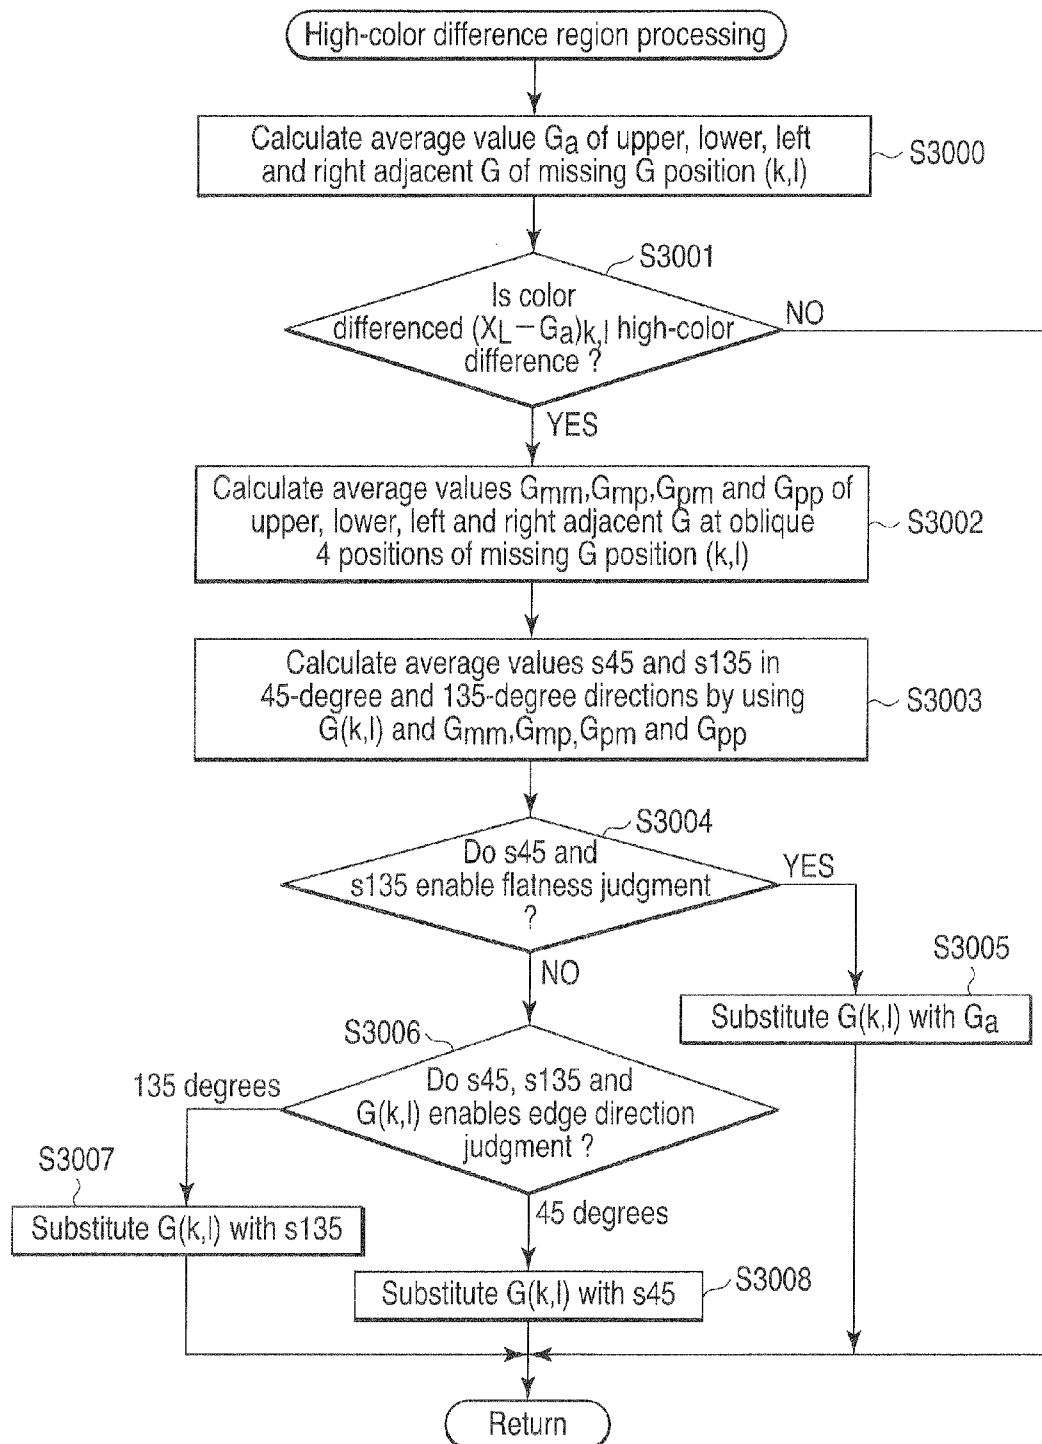 High-color difference region processing
Calculate average value Ga of upper, lower, left
and right adjacent G of missing G position (k,l)
S3000
S3001
Is color
differenced (XL−Ga)k,l high-color
difference ?
NO
YES
Calculate average values Gmm,Gmp,Gpm and Gpp of
upper, lower, left and right adjacent G at oblique
4 positions of missing G position (k,l)
S3002
Calculate average values s45 and s135 in
45-degree and 135-degree directions by using
G(k,l) and Gmm,Gmp,Gpm and Gpp
S3003
S3004
Do s45 and
s135 enable flatness judgment
?
YES
NO
S3005
Substitute G(k,l) with Ga
S3006
Do s45, s135 and
G(k,l) enables edge direction
judgment ?
135 degrees
S3007
Substitute G(k,l) with s135
45 degrees
Substitute G(k,l) with s45
S3008
Return